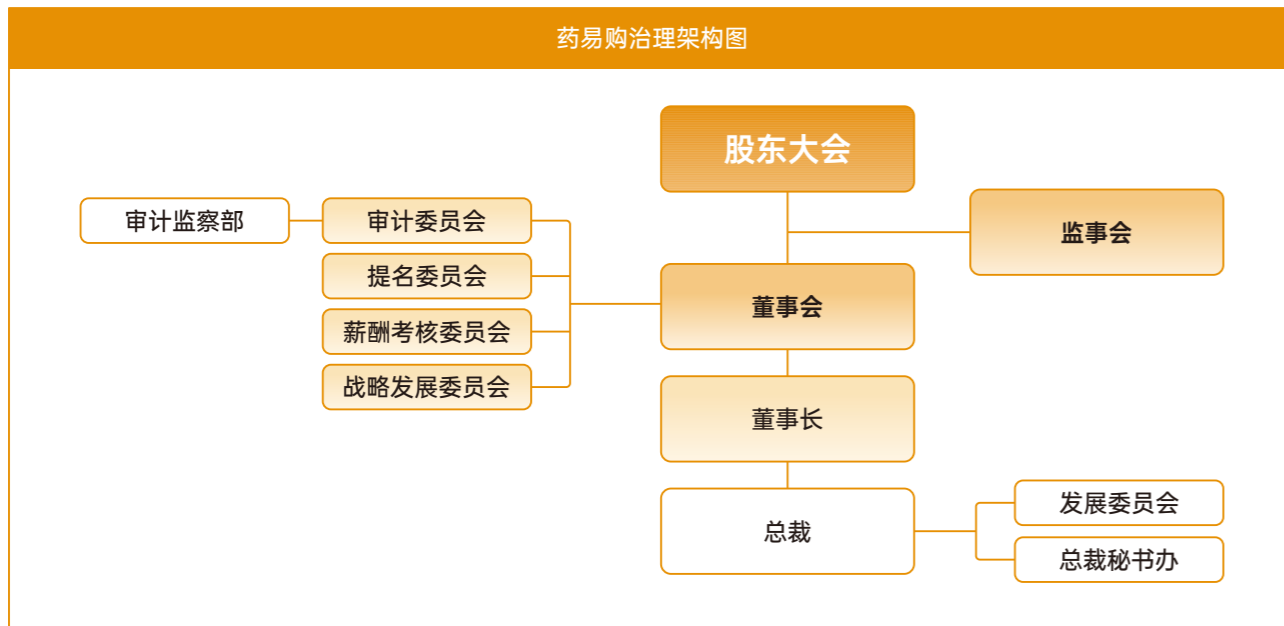 药易购治理架构图
股东大会
监事会
审计监察部
审计委员会
提名委员会
薪酬考核委员会
战略发展委员会
董事会
董事长
总裁
发展委员会
总裁秘书办